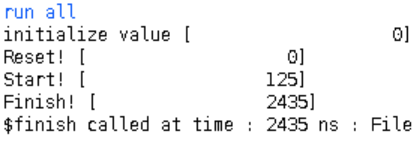 run all
initialize value [                    0]
Reset! [                    0]
Start! [                  125]
Finish! [                 2435]
$finish called at time : 2435 ns : File